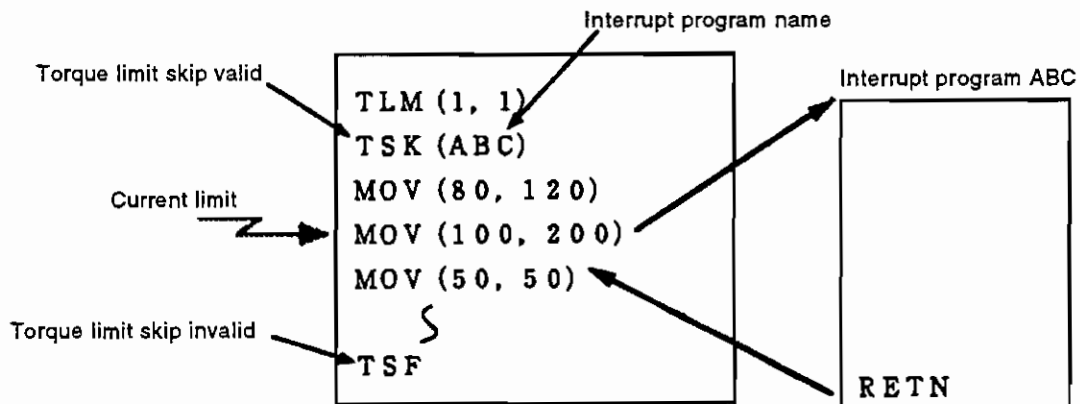 Interrupt program name
Torque limit skip valid
Interrupt program ABC
TLM (1, 1)
TSK (ABC)
MOV (80, 120)
Current limit
MOV (100, 200)
MOV (50, 50)
Torque limit skip invalid
TSF
RETN